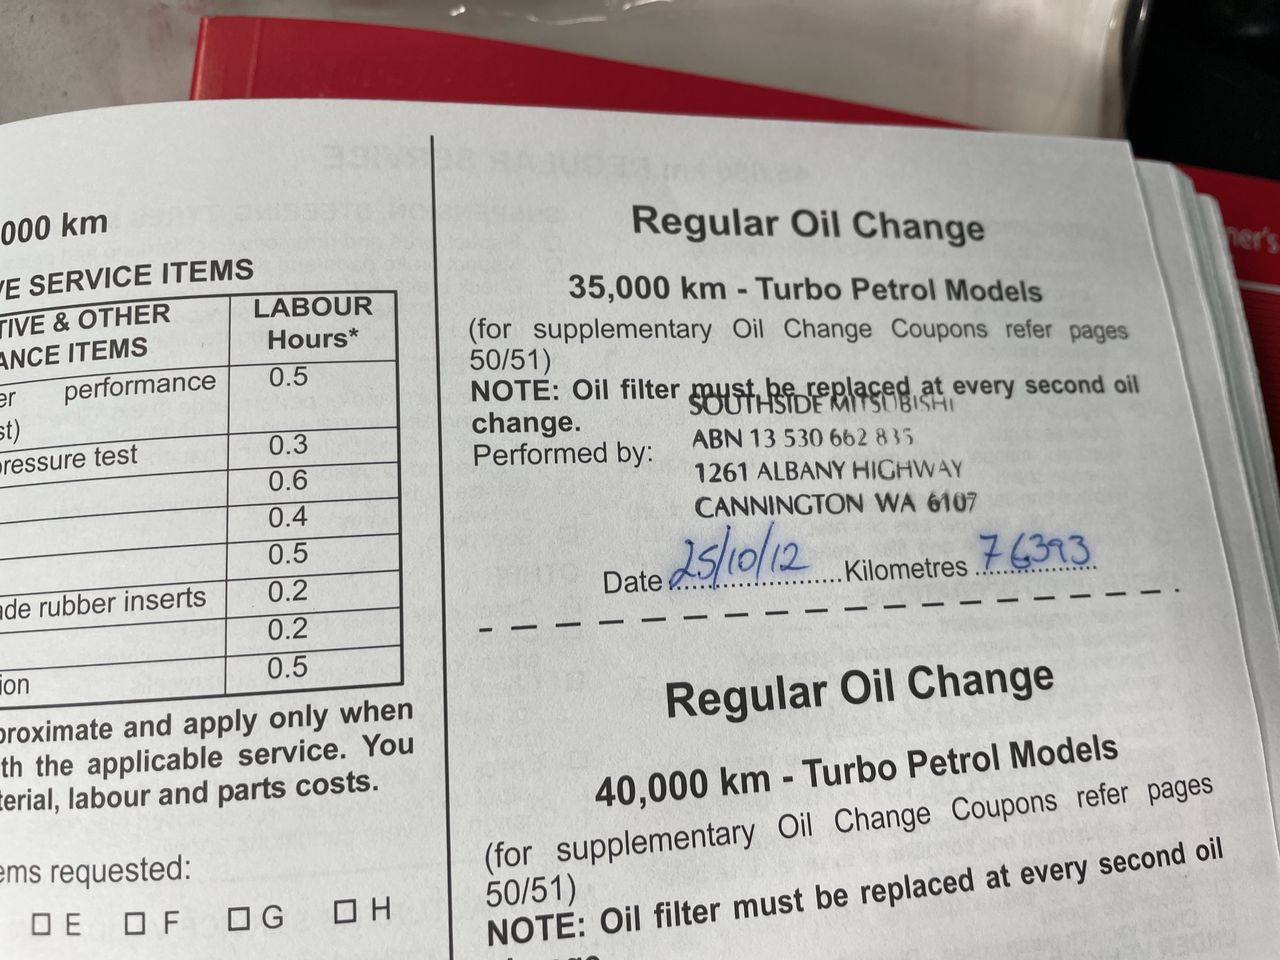 000 km
VE SERVICE ITEMS
TIVE & OTHER
ANCE ITEMS
LABOUR
Hours*
er performance
st)
0.5
pressure test
0.3
0.6
0.4
0.5
ade rubber inserts
0.2
0.2
ion
0.5
proximate and apply only when
th the applicable service. You
terial, labour and parts costs.
ems requested:
E F G H
Regular Oil Change
35,000 km - Turbo Petrol Models
(for supplementary Oil Change Coupons refer pages
50/51)
NOTE: Oil filter must be replaced at every second oil
change.
SOUTHSIDE MITSUBISHI
ABN 13 530 662 835
Performed by:
1261 ALBANY HIGHWAY
CANNINGTON WA 6107
Date 25/10/12 Kilometres 76393
Regular Oil Change
40,000 km - Turbo Petrol Models
(for supplementary Oil Change Coupons refer pages
50/51)
NOTE: Oil filter must be replaced at every second oil
ner's